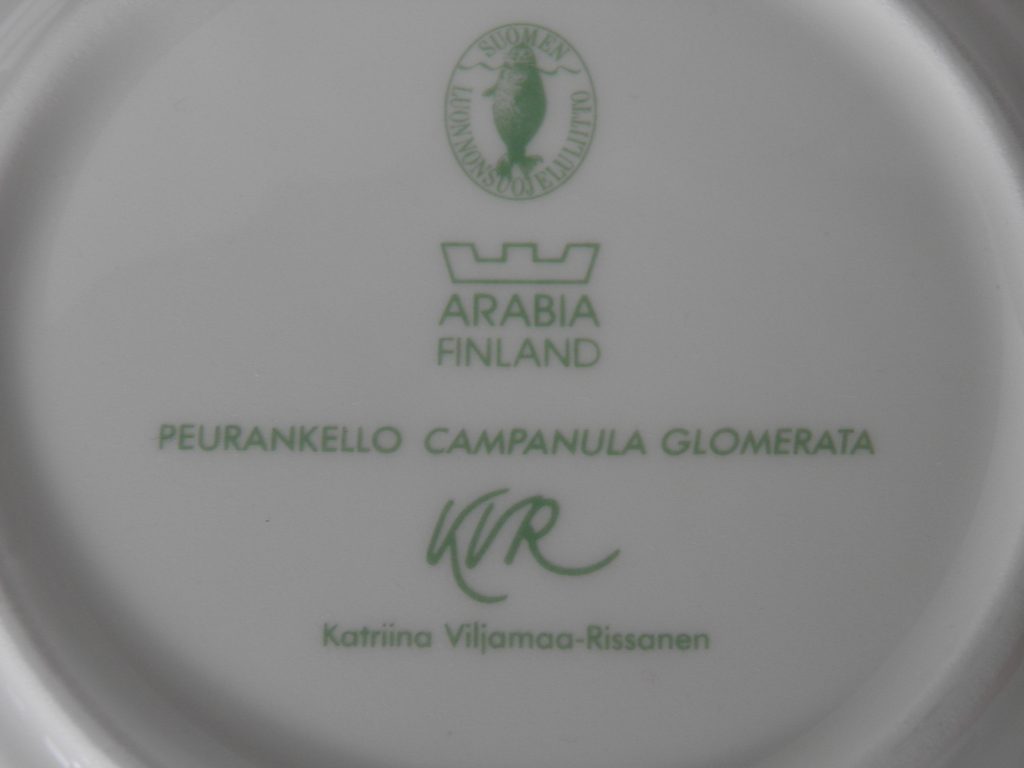 SUOMEN
LUONNONSUOJELULIITTO
ARABIA
FINLAND
PEURANKELLO CAMPANULA GLOMERATA
KVR
Katriina Viljamaa-Rissanen